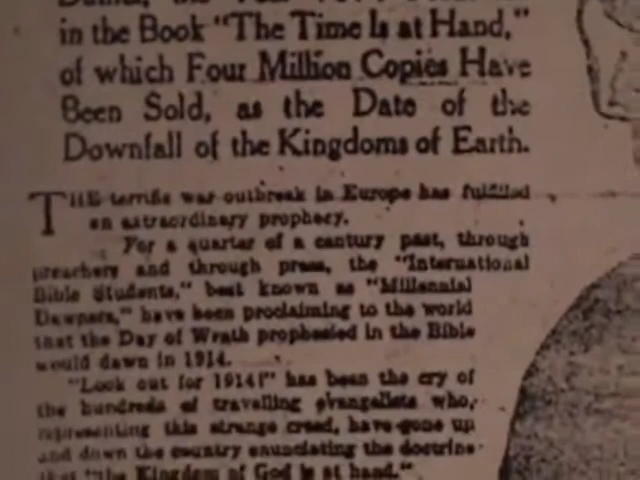 in the Book "The Time Is at Hand,"
of which Four Million Copies Have
Been Sold, as the Date of the
Downfall of the Kingdoms of Earth.
THE terrific war outbreak in Europe has fulfilled
an extraordinary prophecy.
For a quarter of a century past, through
preachers and through press, the "International
Bible Students," best known as "Millennial
Dawners," have been proclaiming to the world
that the Day of Wrath prophesied in the Bible
would dawn in 1914.
"Look out for 1914!" has been the cry of
the hundreds of travelling evangelists who,
representing this strange creed, have gone up
and down the country enunciating the doctrine
that "the Kingdom of God is at hand."